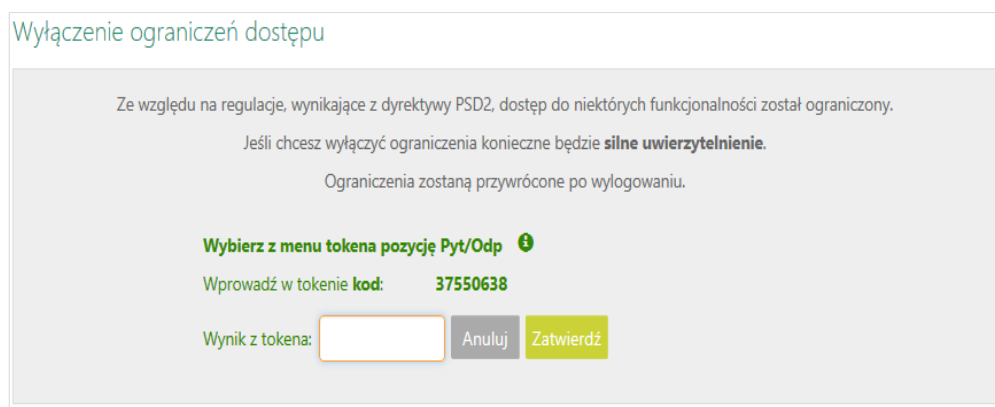 Wyłączenie ograniczeń dostępu
Ze względu na regulacje, wynikające z dyrektywy PSD2, dostęp do niektórych funkcjonalności został ograniczony.
Jeśli chcesz wyłączyć ograniczenia konieczne będzie silne uwierzytelnienie.
Ograniczenia zostaną przywrócone po wylogowaniu.
Wybierz z menu tokena pozycję Pyt/Odp
Wprowadź w tokenie kod: 37550638
Wynik z tokena: Anuluj Zatwierdź